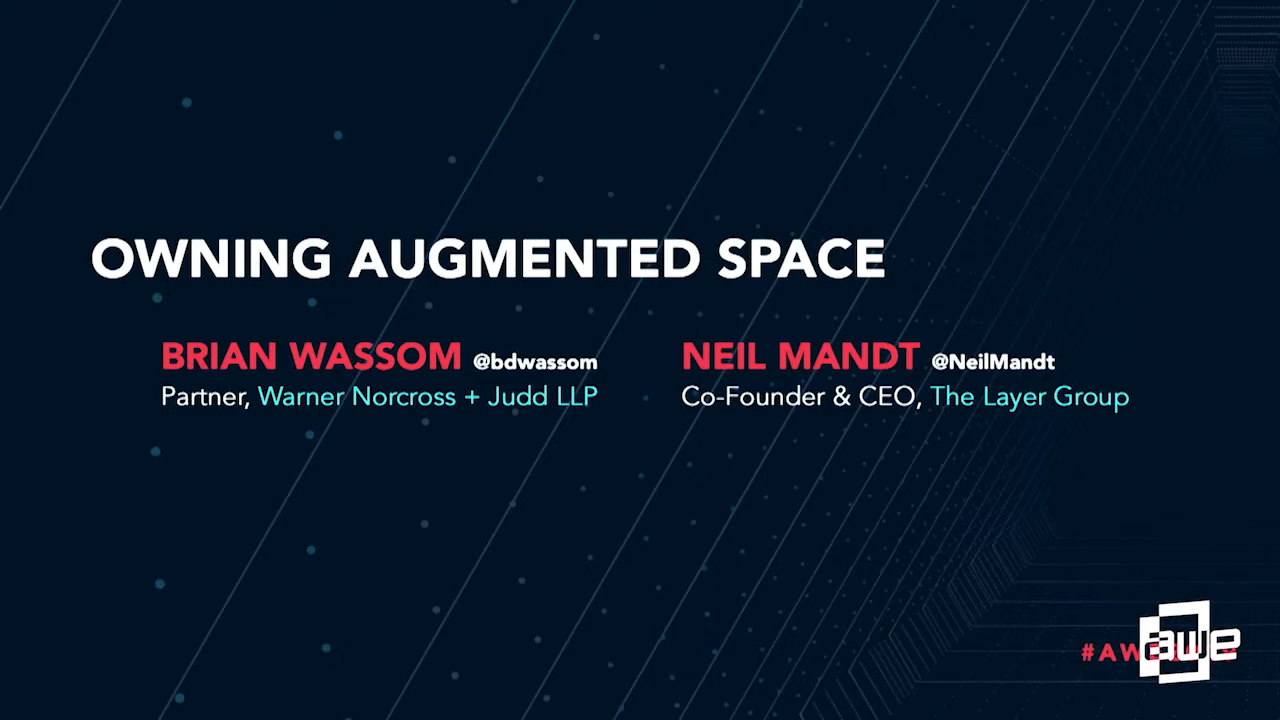 OWNING AUGMENTED SPACE
BRIAN WASSOM @bdwassom
Partner, Warner Norcross + Judd LLP
NEIL MANDT @NeilMandt
Co-Founder & CEO, The Layer Group
awe